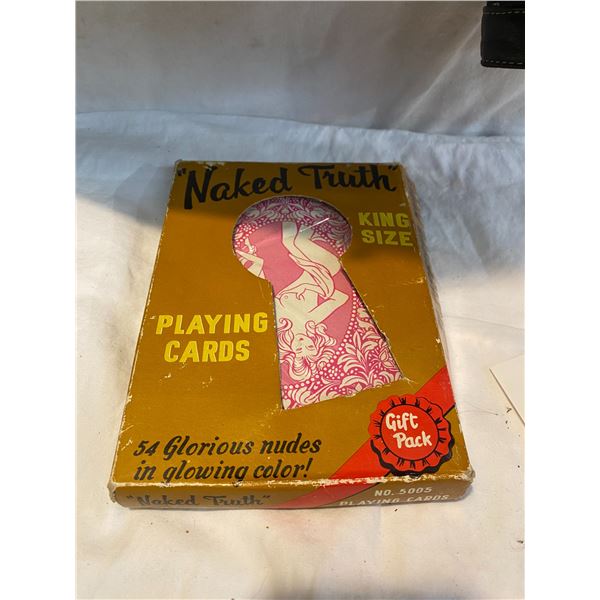 "Naked Truth"
KING
SIZE
PLAYING
CARDS
54 Glorious nudes
in glowing color!
Gift
Pack
"Naked Truth"
NO. 5005
PLAYING CARDS